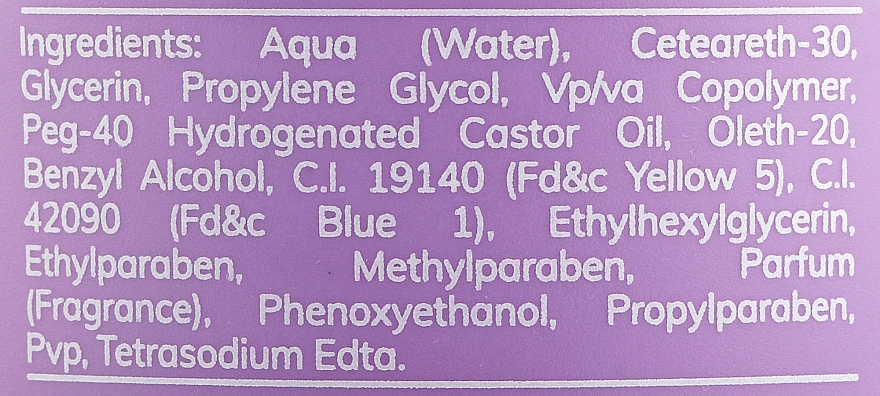 Ingredients: Aqua (Water), Ceteareth-30,
Glycerin, Propylene Glycol, Vp/va Copolymer,
Peg-40 Hydrogenated Castor Oil, Oleth-20,
Benzyl Alcohol, C.I. 19140 (Fd&c Yellow 5), C.I.
42090 (Fd&c Blue 1), Ethylhexylglycerin,
Ethylparaben, Methylparaben, Parfum
(Fragrance), Phenoxyethanol, Propylparaben,
Pvp, Tetrasodium Edta.